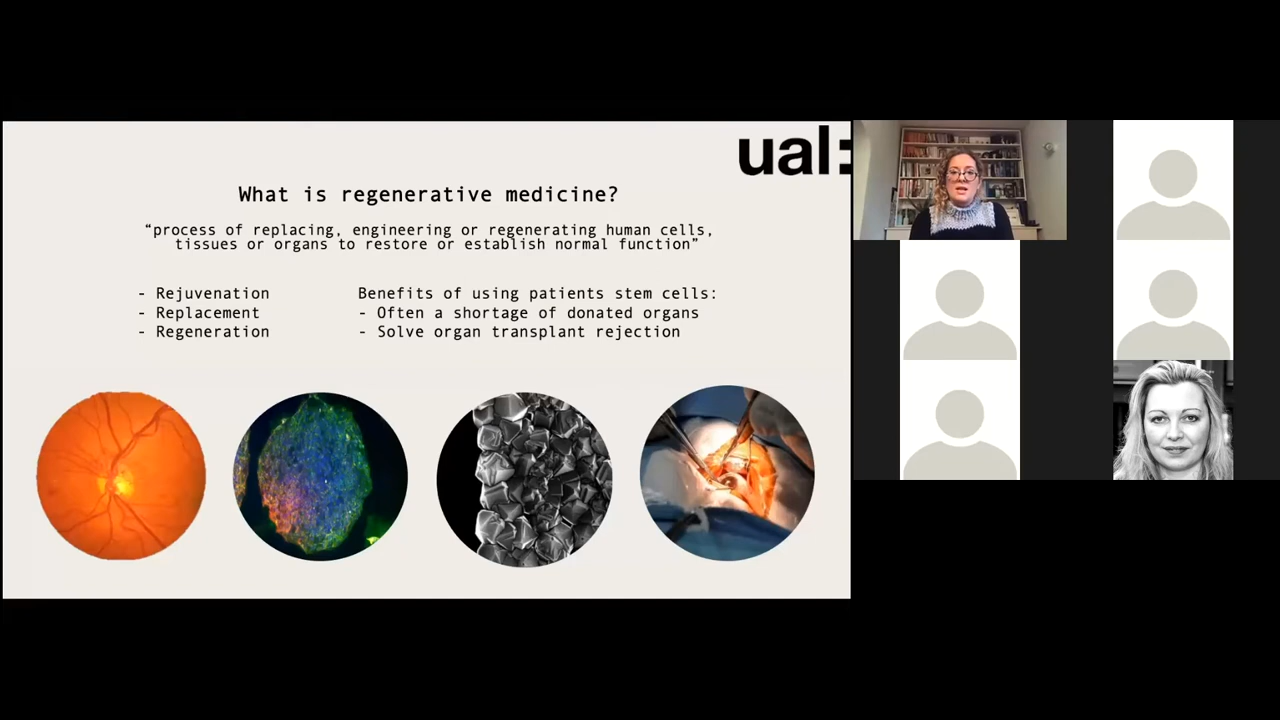 ual:
What is regenerative medicine?
“process of replacing, engineering or regenerating human cells,
tissues or organs to restore or establish normal function”
- Rejuvenation
- Replacement
- Regeneration
Benefits of using patients stem cells:
- Often a shortage of donated organs
- Solve organ transplant rejection